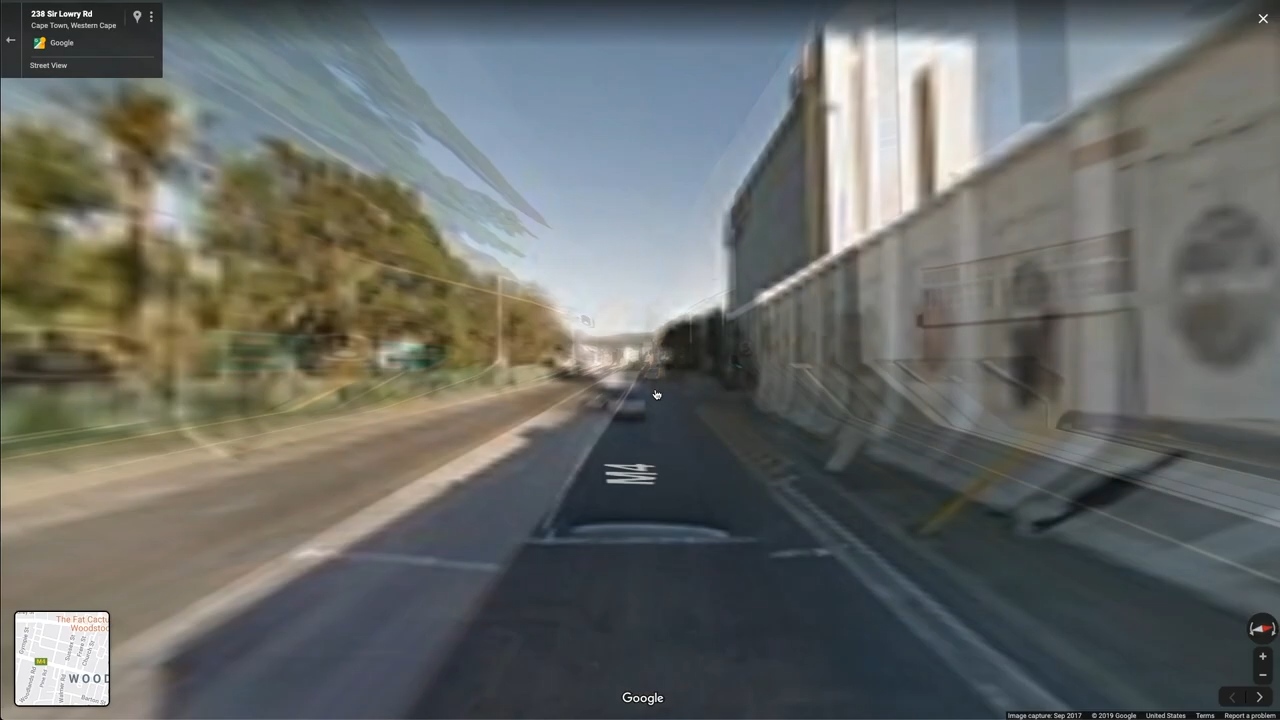 238 Sir Lowry Rd
Cape Town, Western Cape
Google
Street View
M4
The Fat Cactu
Woodstoc
M4
WOOD
Google
Image capture: Sep 2017 © 2019 Google United States Terms Report a problem